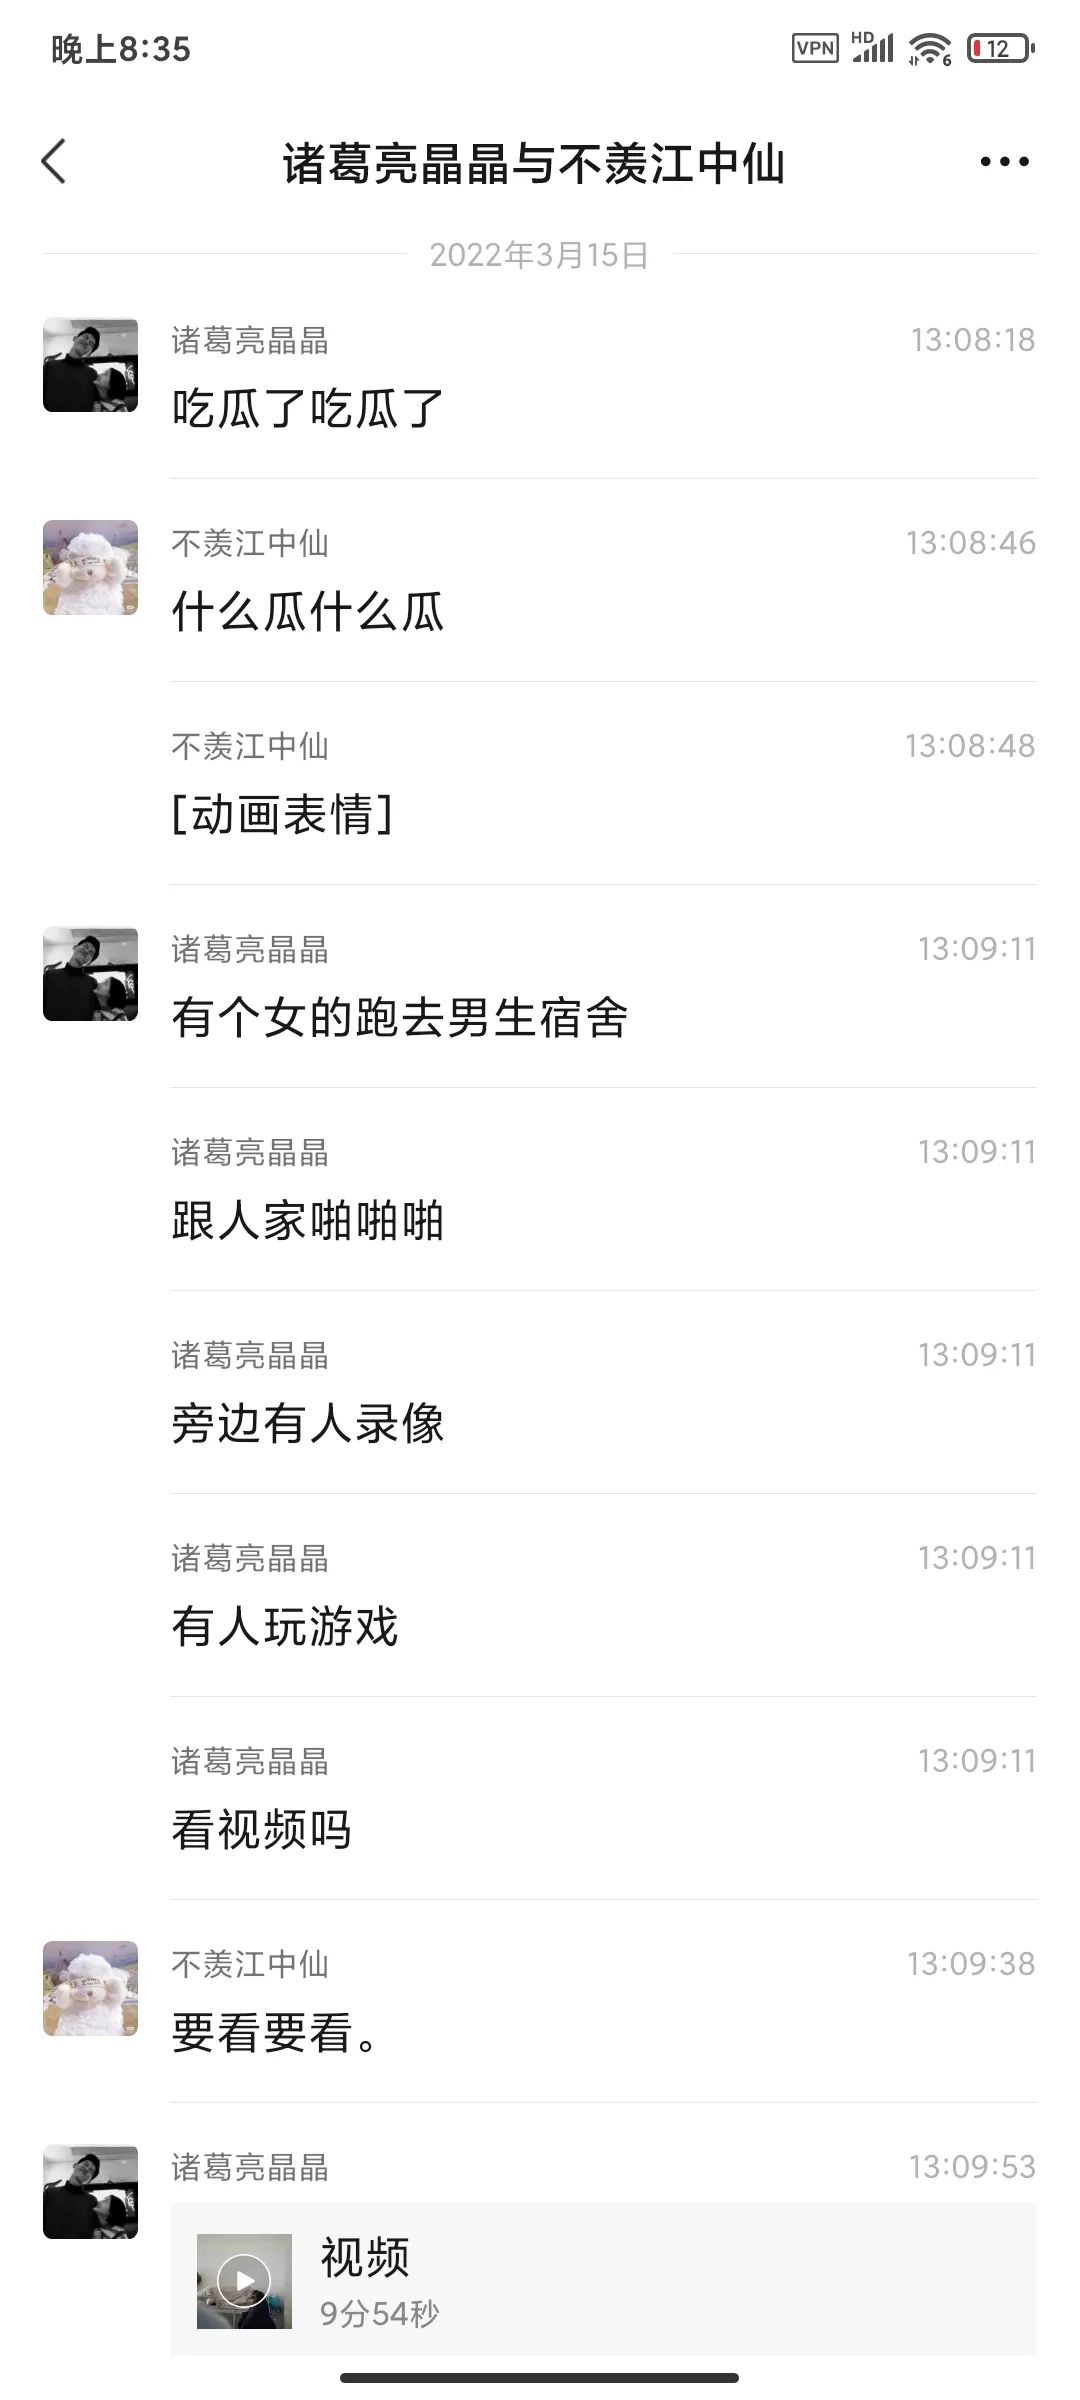 晚上8:35
VPN
HD
6
12
诸葛亮晶晶与不羡江中仙
2022年3月15日
诸葛亮晶晶
13:08:18
吃瓜了吃瓜了
不羡江中仙
13:08:46
什么瓜什么瓜
不羡江中仙
13:08:48
[动画表情]
诸葛亮晶晶
13:09:11
有个女的跑去男生宿舍
诸葛亮晶晶
13:09:11
跟人家啪啪啪
诸葛亮晶晶
13:09:11
旁边有人录像
诸葛亮晶晶
13:09:11
有人玩游戏
诸葛亮晶晶
13:09:11
看视频吗
不羡江中仙
13:09:38
要看要看。
诸葛亮晶晶
13:09:53
视频
9分54秒